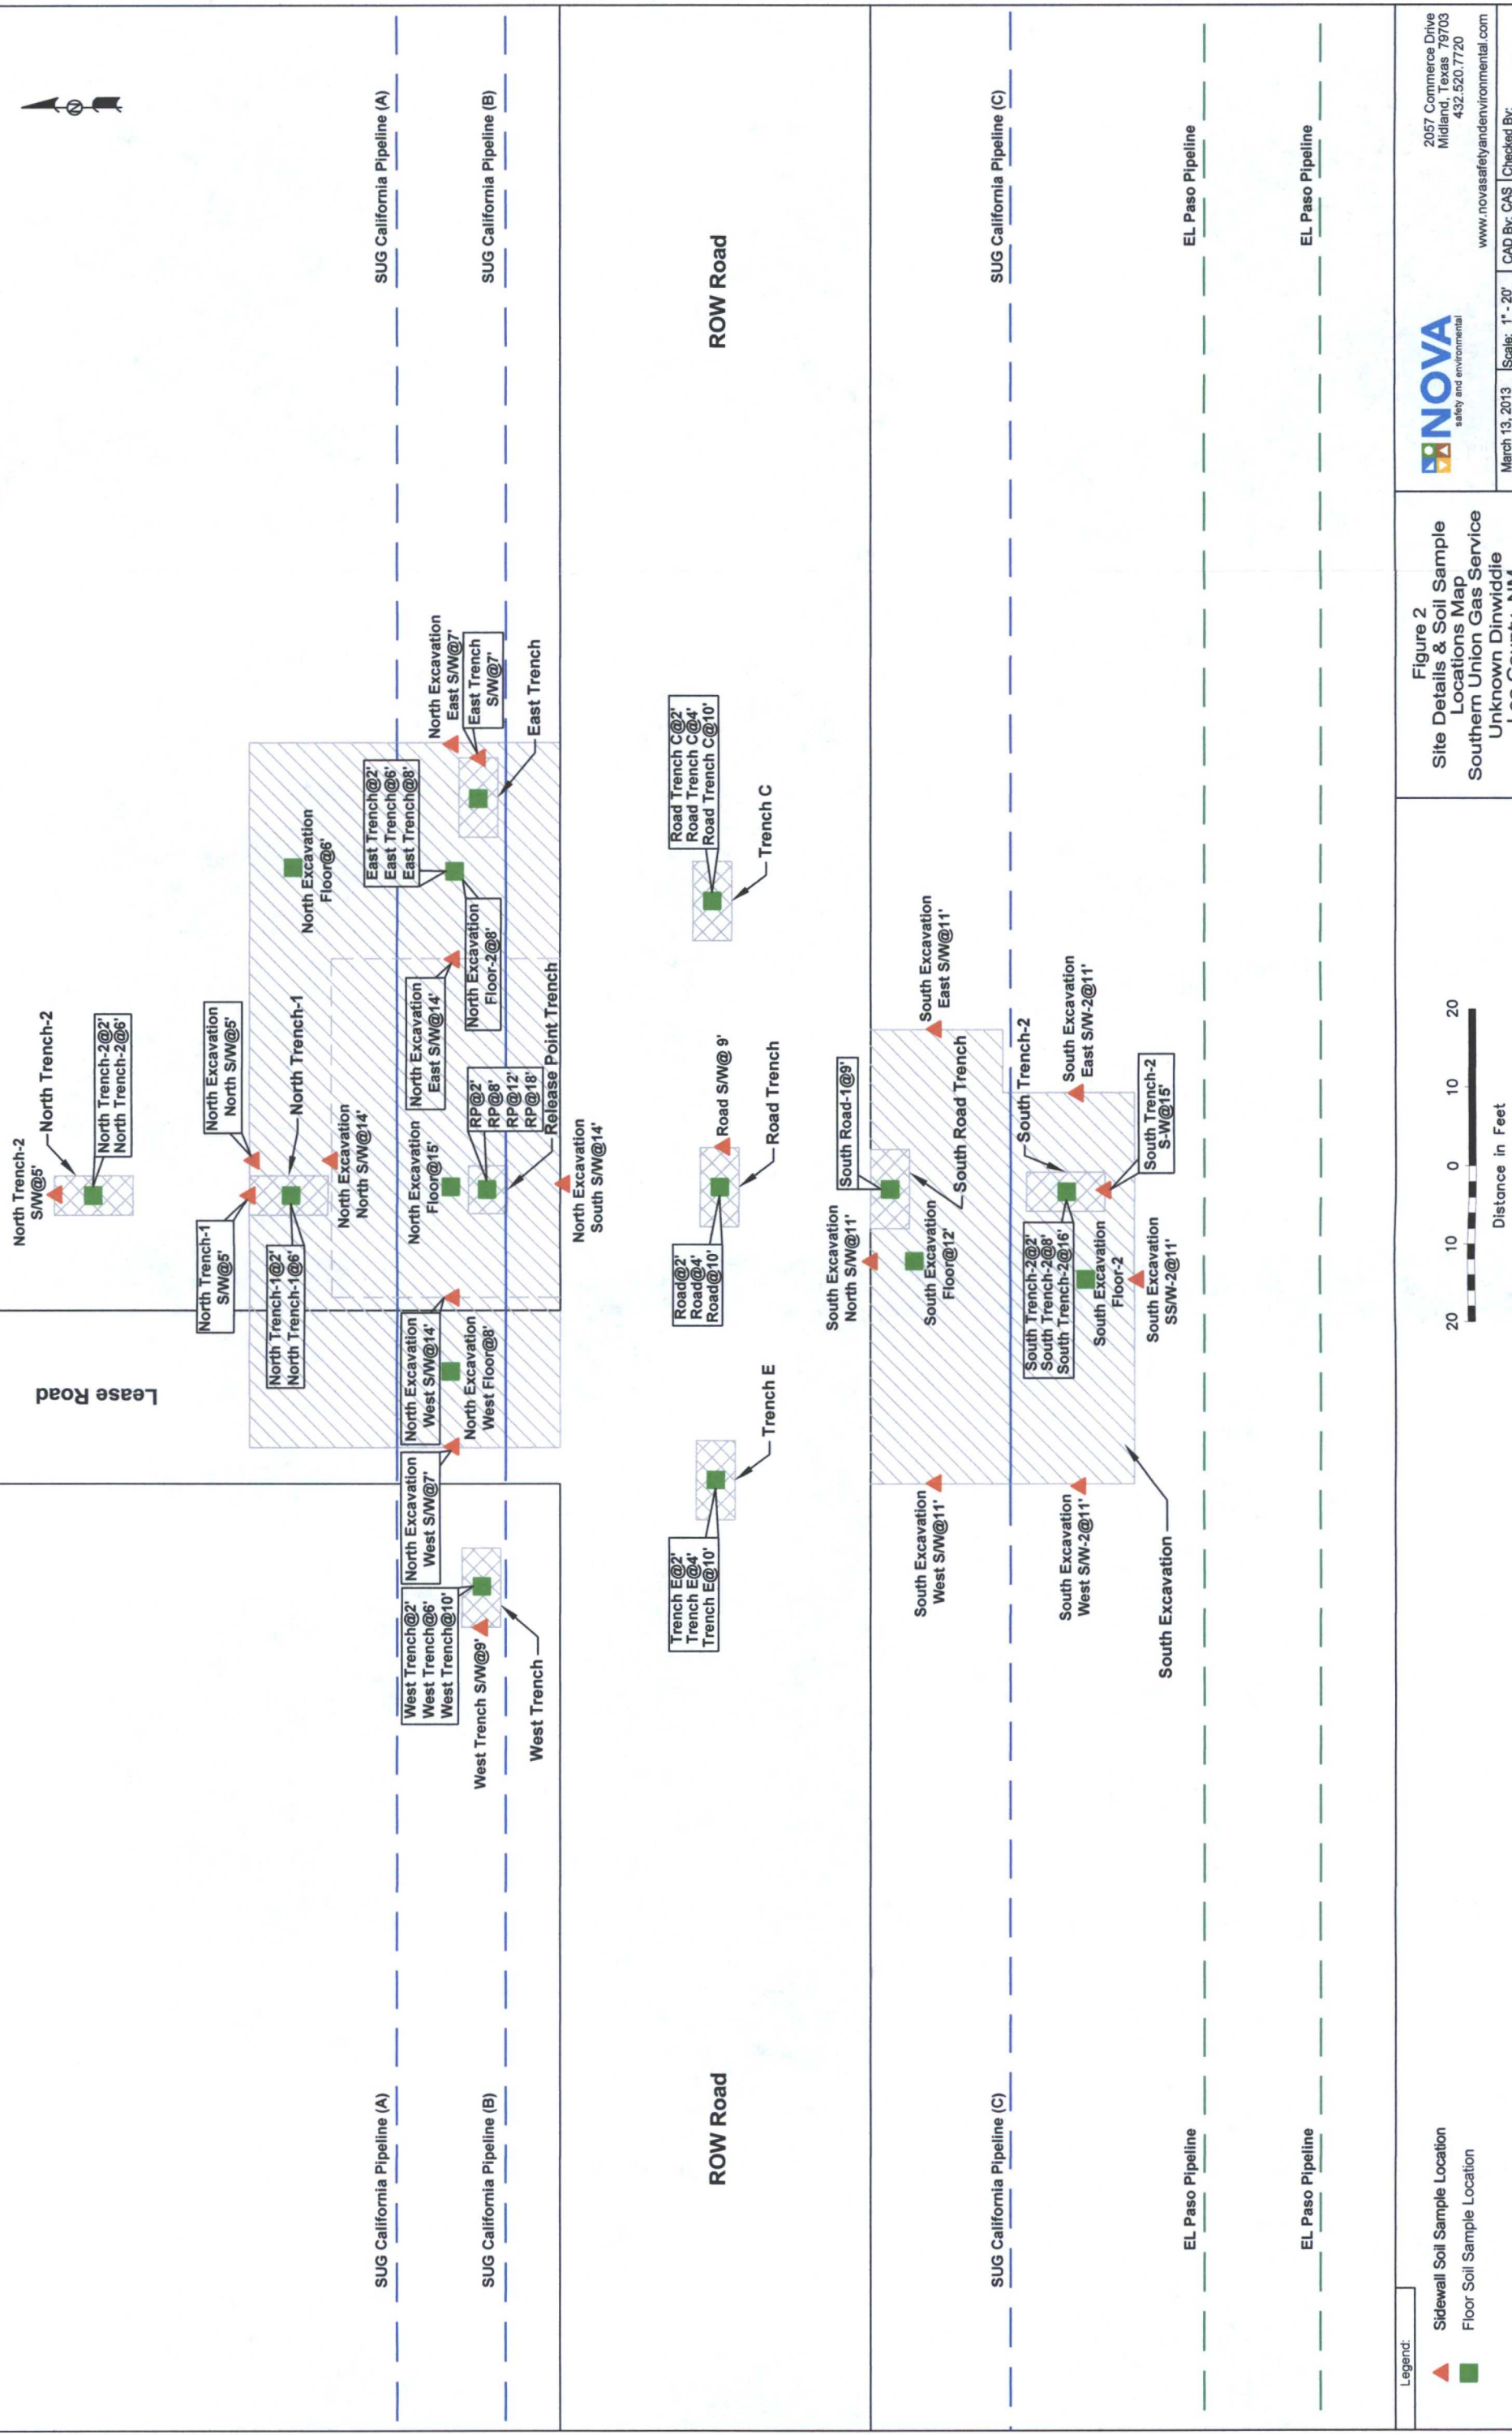 Lease Road
N
North Trench-2
S/W@5'
North Trench-2
North Trench-2@2'
North Trench-2@6'
North Trench-1
S/W@5'
North Excavation
North S/W@5'
North Trench-1
North Trench-1@2'
North Trench-1@6'
North Excavation
North S/W@14'
North Excavation
Floor@6'
SUG California Pipeline (A)
SUG California Pipeline (A)
West Trench@2'
West Trench@6'
West Trench@10'
North Excavation
West S/W@7'
North Excavation
West S/W@14'
North Excavation
West Floor@8'
North Excavation
Floor@15'
North Excavation
East S/W@14'
East Trench@2'
East Trench@6'
East Trench@8'
North Excavation
East S/W@7'
East Trench
S/W@7'
North Excavation
Floor-2@8'
RP@2'
RP@8'
RP@12'
RP@18'
West Trench S/W@9'
SUG California Pipeline (B)
SUG California Pipeline (B)
West Trench
Release Point Trench
East Trench
North Excavation
South S/W@14'
Trench E@2'
Trench E@4'
Trench E@10'
Road@2'
Road@4'
Road@10'
Road S/W@ 9'
Road Trench C@2'
Road Trench C@4'
Road Trench C@10'
ROW Road
ROW Road
Trench E
Road Trench
Trench C
South Excavation
North S/W@11'
South Road-1@9'
South Excavation
West S/W@11'
South Excavation
Floor@12'
South Road Trench
South Excavation
East S/W@11'
SUG California Pipeline (C)
SUG California Pipeline (C)
South Trench-2
South Trench-2@2'
South Trench-2@8'
South Trench-2@16'
South Excavation
West S/W-2@11'
South Excavation
Floor-2
South Excavation
East S/W-2@11'
South Trench-2
S-W@15'
South Excavation
SS/W-2@11'
South Excavation
EL Paso Pipeline
EL Paso Pipeline
EL Paso Pipeline
EL Paso Pipeline
Legend:
Sidewall Soil Sample Location
Floor Soil Sample Location
20 10 0 10 20
Distance in Feet
Figure 2
Site Details & Soil Sample
Locations Map
Southern Union Gas Service
Unknown Dinwiddie
NOVA
safety and environmental
2057 Commerce Drive
Midland, Texas 79703
432.520.7720
www.novasafetyandenvironmental.com
March 13, 2013 Scale: 1" - 20' CAD By: CAS Checked By: